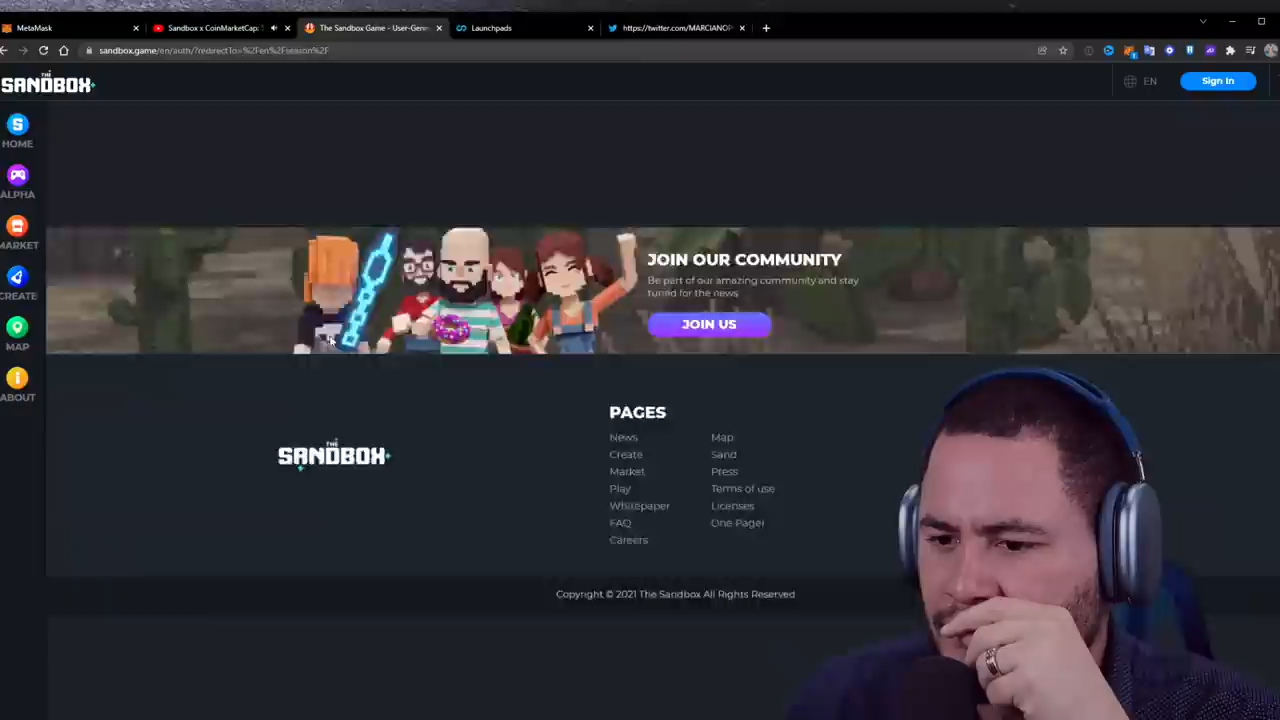 MetaMask
Sandbox x CoinMarketCap:
The Sandbox Game - User-Gene
Launchpads
https://twitter.com/MARCIANOP
sandbox.game/en/auth/?redirectTo=%2Fen%2Fseason%2F
THE
SANDBOX
EN
Sign In
HOME
ALPHA
MARKET
CREATE
MAP
ABOUT
JOIN OUR COMMUNITY
Be part of our amazing community and stay
tuned for the news
JOIN US
THE
SANDBOX
PAGES
News
Map
Create
Sand
Market
Press
Play
Terms of use
Whitepaper
Licenses
FAQ
One Pager
Careers
Copyright © 2021 The Sandbox All Rights Reserved